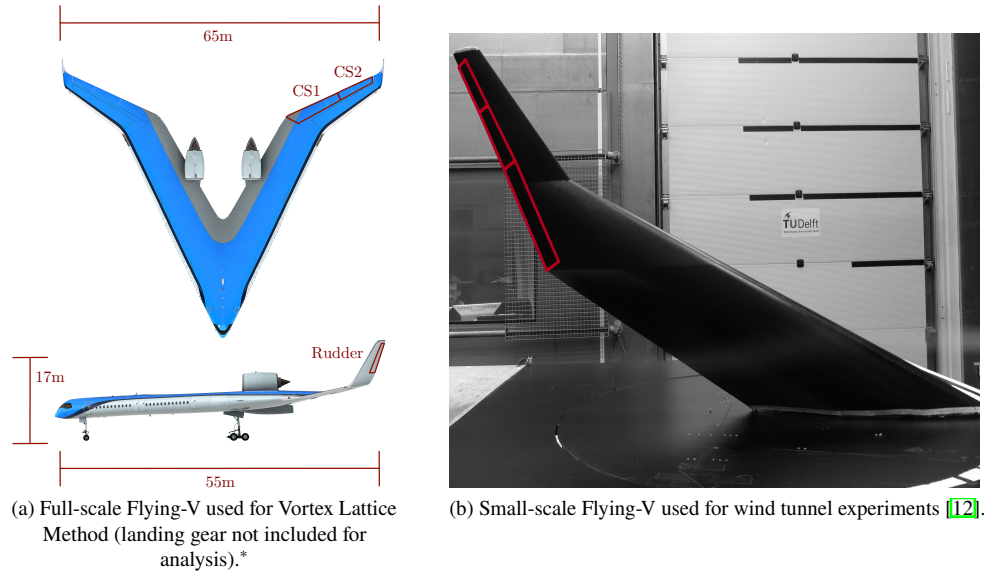 65m
CS2
CS1
Rudder
17m
55m
(a) Full-scale Flying-V used for Vortex Lattice
Method (landing gear not included for
analysis).*
TUDelft
(b) Small-scale Flying-V used for wind tunnel experiments [12].